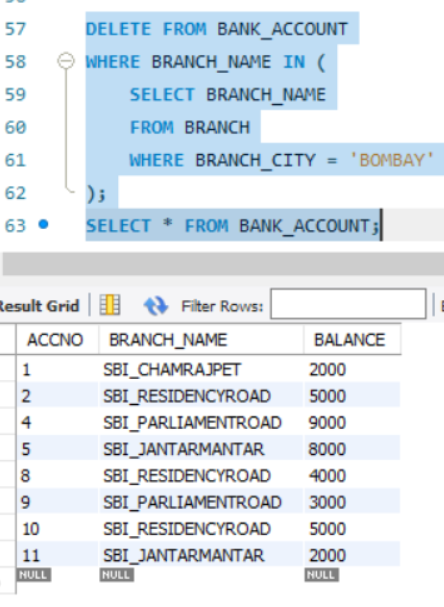 57 DELETE FROM BANK_ACCOUNT
58 WHERE BRANCH_NAME IN (
59 SELECT BRANCH_NAME
60 FROM BRANCH
61 WHERE BRANCH_CITY = 'BOMBAY'
62 );
63 SELECT * FROM BANK_ACCOUNT;
Result Grid Filter Rows:
ACCNO BRANCH_NAME BALANCE
1 SBI_CHAMRAJPET 2000
2 SBI_RESIDENCYROAD 5000
4 SBI_PARLIAMENTROAD 9000
5 SBI_JANTARMANTAR 8000
8 SBI_RESIDENCYROAD 4000
9 SBI_PARLIAMENTROAD 3000
10 SBI_RESIDENCYROAD 5000
11 SBI_JANTARMANTAR 2000
NULL NULL NULL